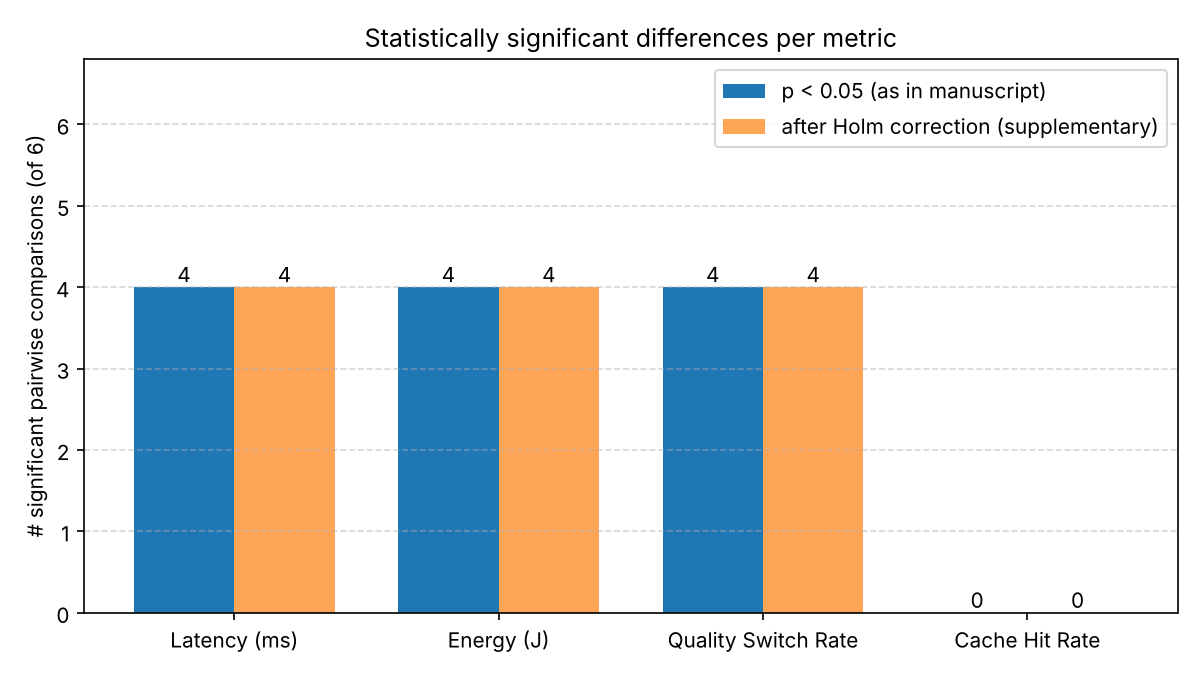 Statistically significant differences per metric
p < 0.05 (as in manuscript)
after Holm correction (supplementary)
# significant pairwise comparisons (of 6)
6
5
4
3
2
1
0
4 4 4 4 4 4 0 0
Latency (ms) Energy (J) Quality Switch Rate Cache Hit Rate